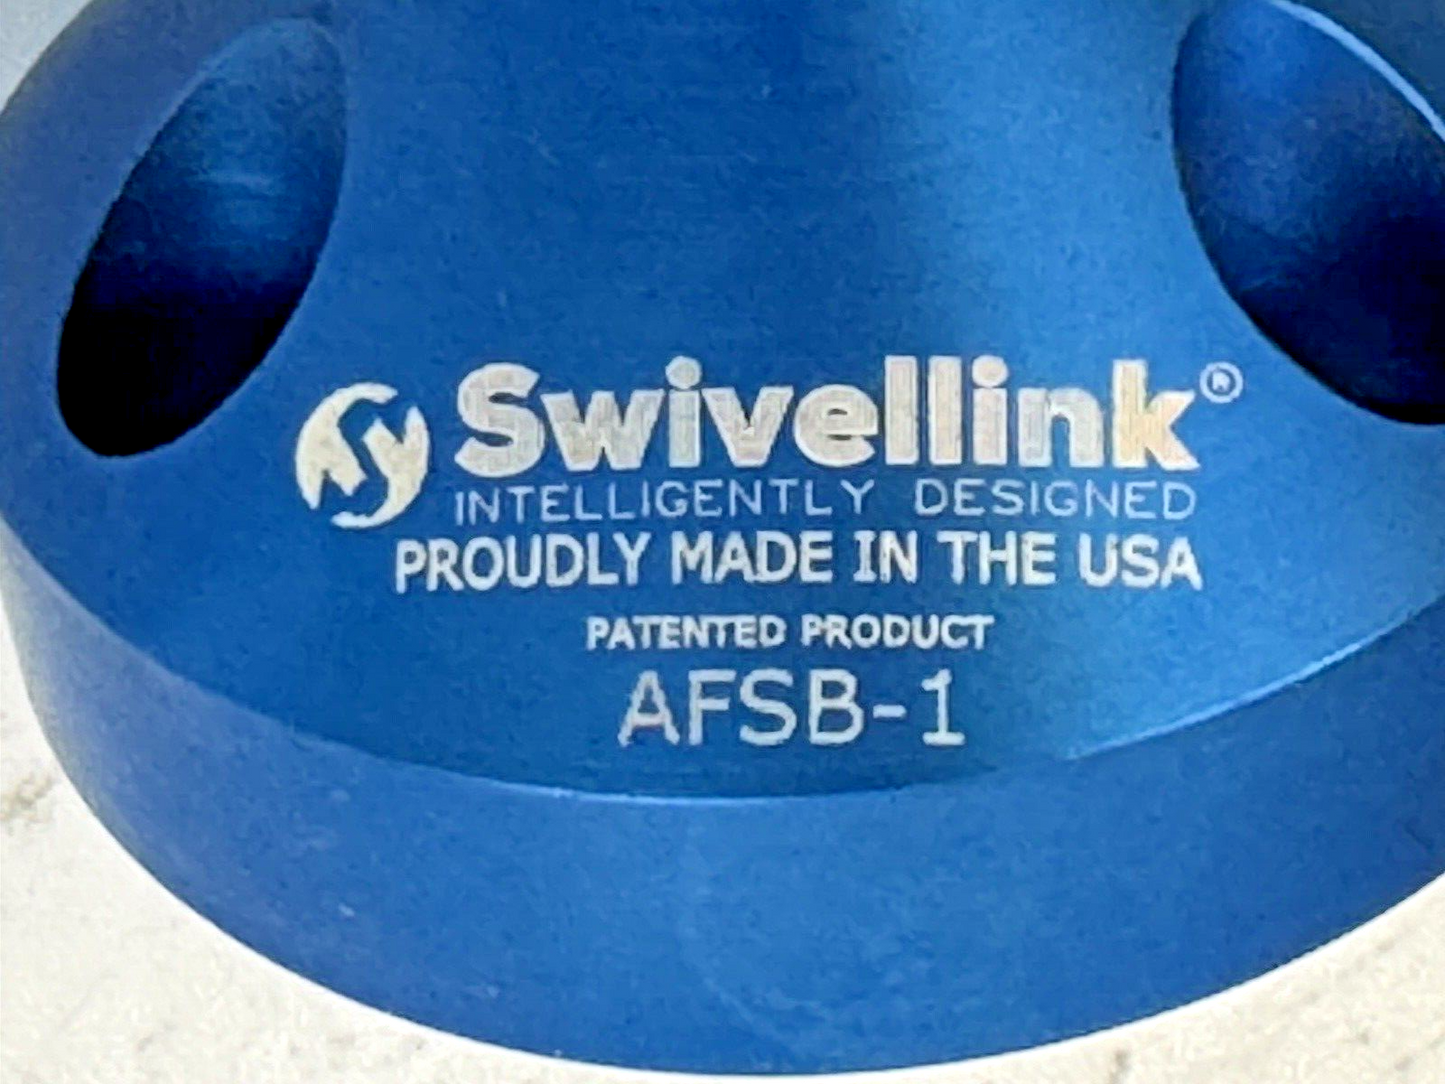 Swivellink®
INTELLIGENTLY DESIGNED
PROUDLY MADE IN THE USA
PATENTED PRODUCT
AFSB-1